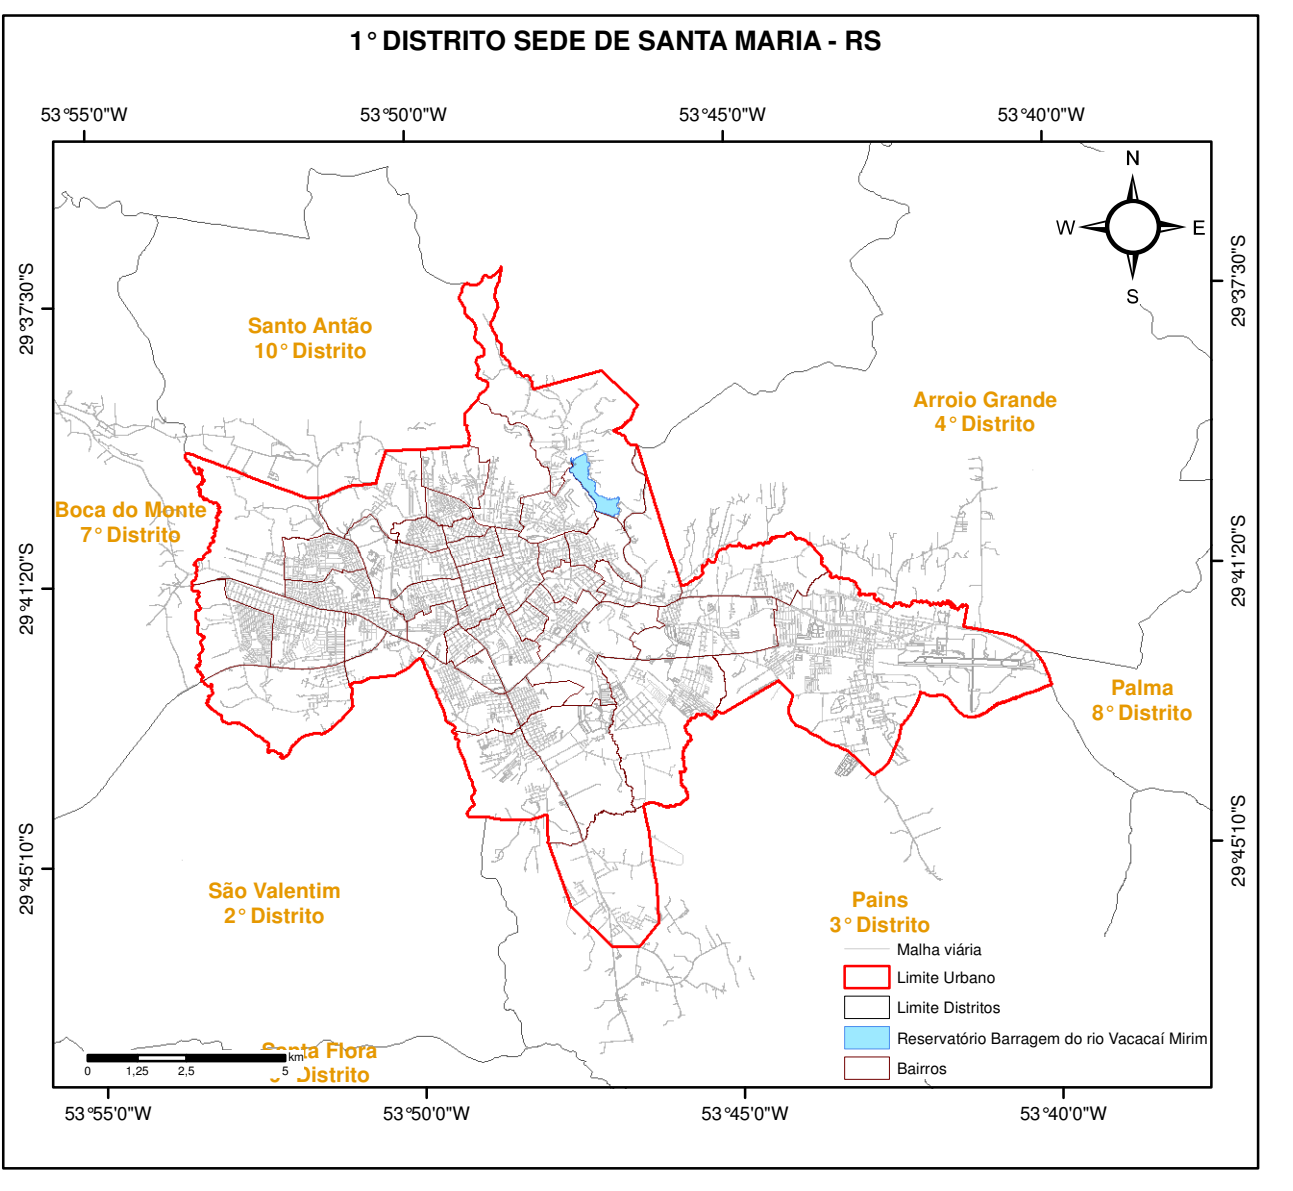 1° DISTRITO SEDE DE SANTA MARIA - RS
53°55'0"W 53°50'0"W 53°45'0"W 53°40'0"W
N
W E
S
29°37'30"S 29°37'30"S
Santo Antão
10° Distrito
Arroio Grande
4° Distrito
Boca do Monte
7° Distrito
29°41'20"S 29°41'20"S
Palma
8° Distrito
29°45'10"S 29°45'10"S
São Valentim
2° Distrito
Pains
3° Distrito
Malha viária
Limite Urbano
Limite Distritos
Reservatório Barragem do rio Vacacaí Mirim
Bairros
Santa Flora
Distrito
km
0 1,25 2,5 5
53°55'0"W 53°50'0"W 53°45'0"W 53°40'0"W